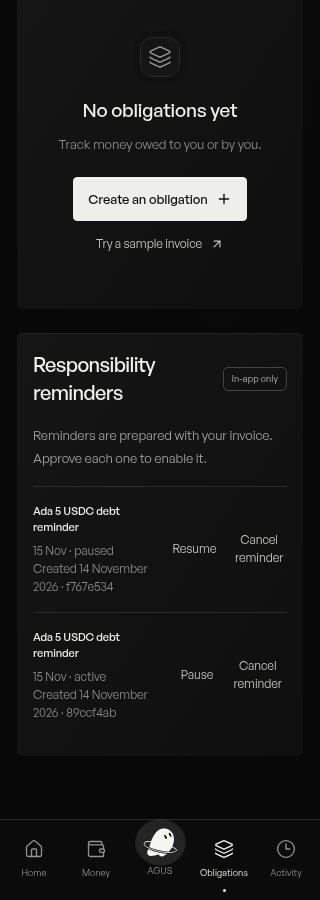 No obligations yet
Track money owed to you or by you.
Create an obligation
Try a sample invoice
Responsibility
reminders
In-app only
Reminders are prepared with your invoice.
Approve each one to enable it.
Ada 5 USDC debt
reminder
15 Nov · paused
Created 14 November
2026 · f767e534
Resume
Cancel
reminder
Ada 5 USDC debt
reminder
15 Nov · active
Created 14 November
2026 · 89ccf4ab
Pause
Cancel
reminder
Home
Money
AGUS
Obligations
Activity